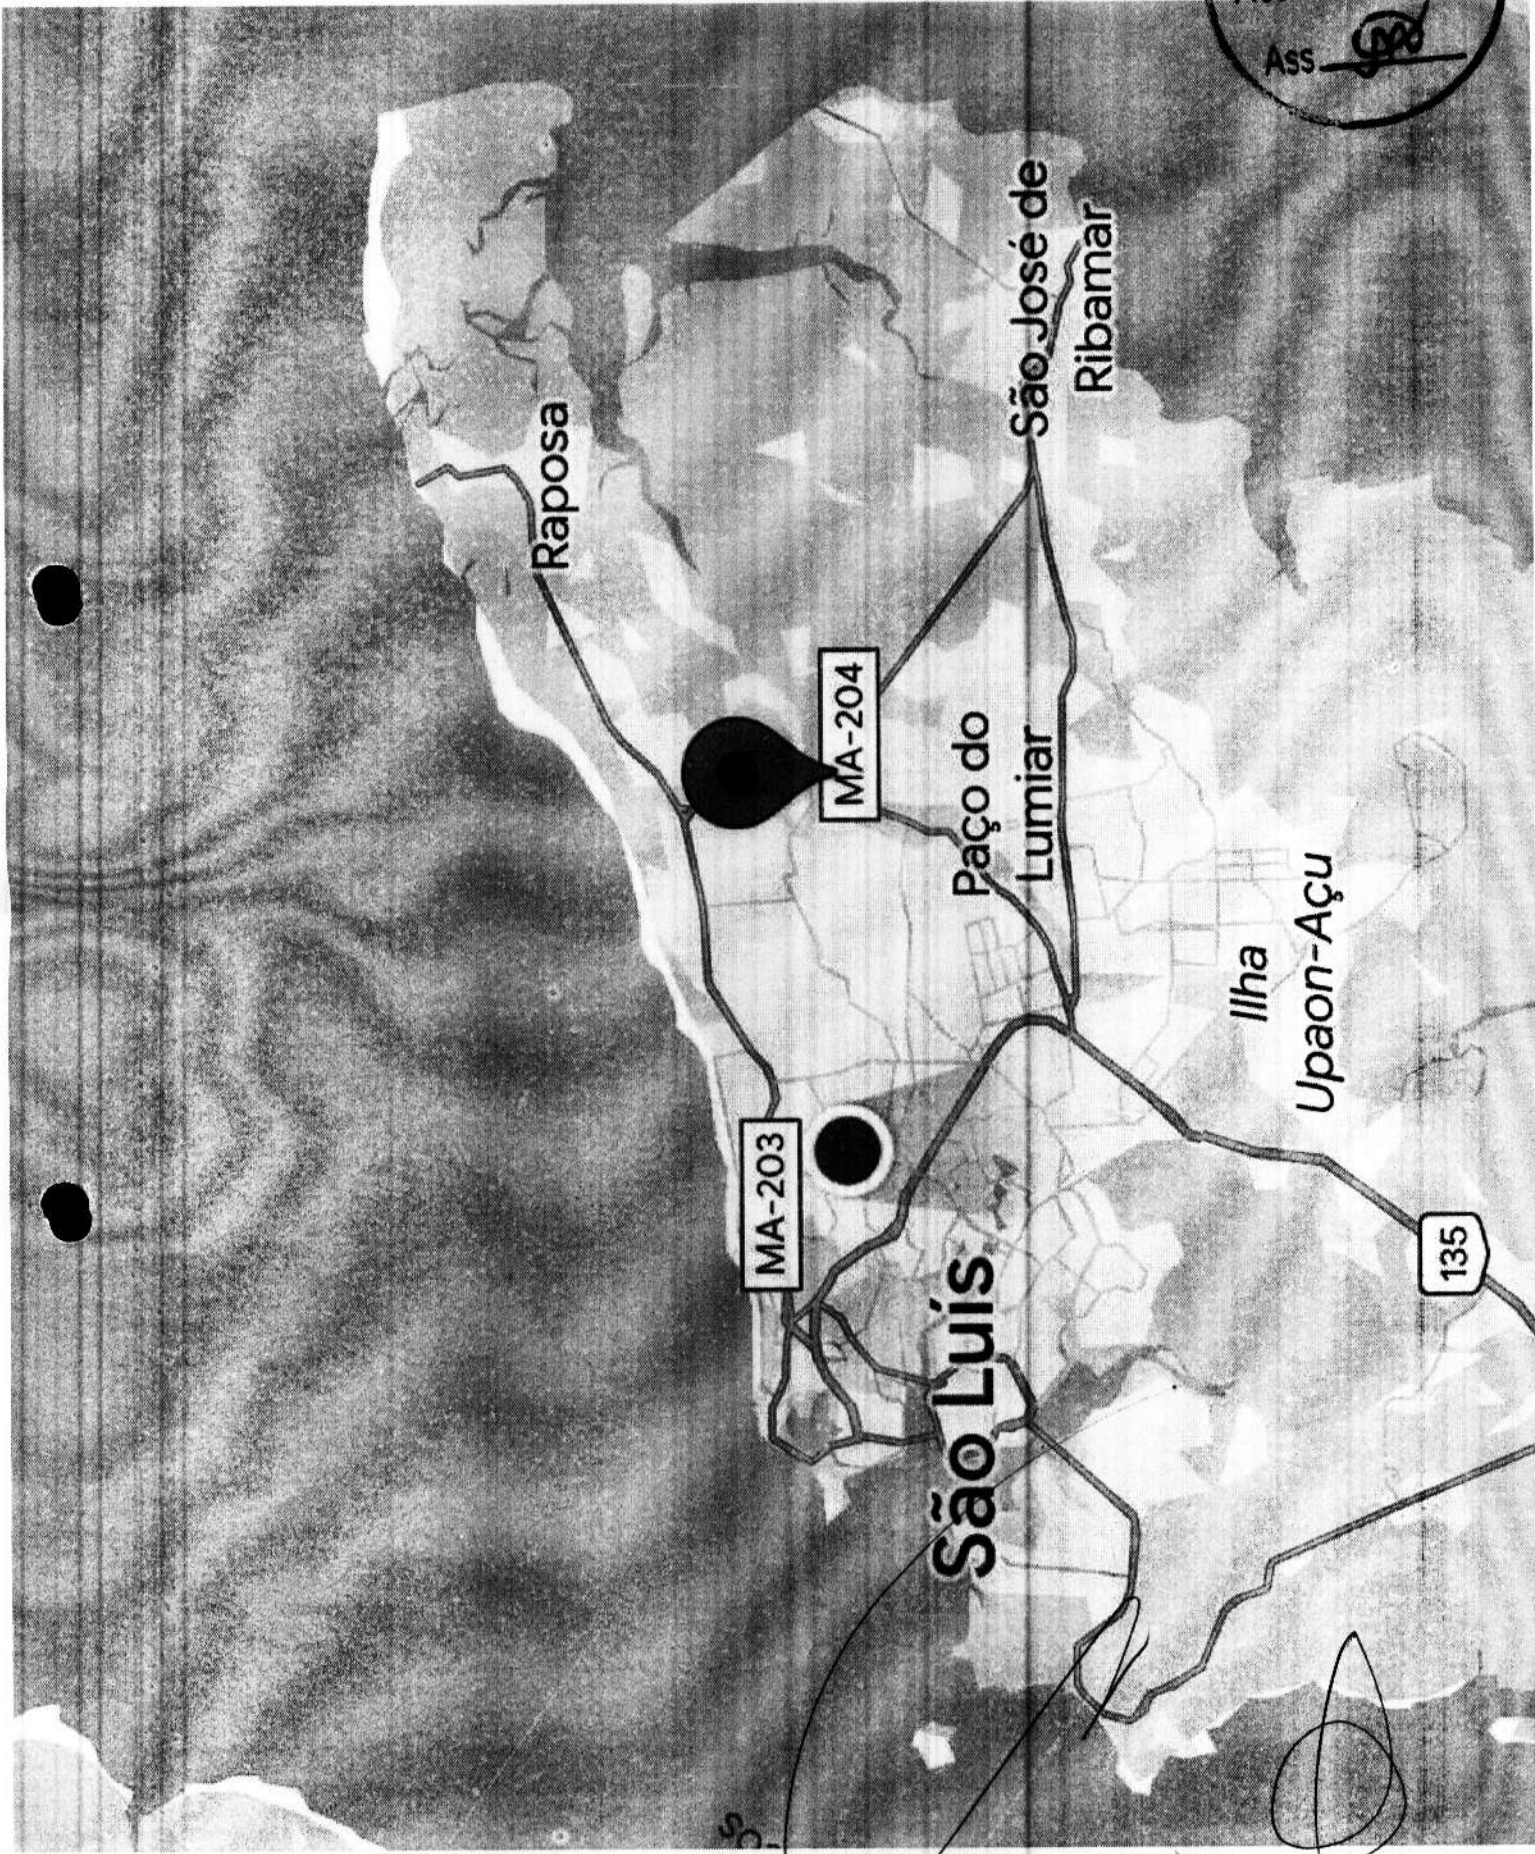 Ass
Raposa
São José de
Ribamar
MA-204
Paço do
Lumiar
MA-203
Ilha
Upaon-Açu
São Luís
135